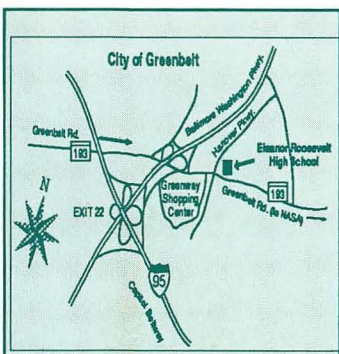 City of Greenbelt
Baltimore Washington Pkwy.
Hanover Pkwy.
Greenbelt Rd.
193
Eleanor Roosevelt
High School
N
Greenway
Shopping
Center
193
Greenbelt Rd. (to NASA)
EXIT 22
95
Capital Beltway